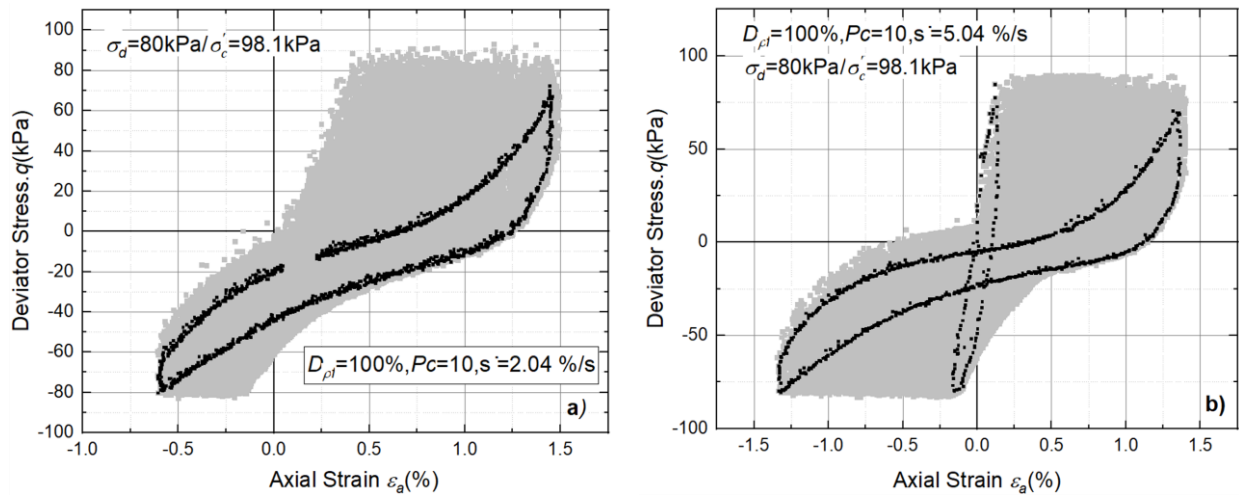 σd=80kPa/σ'c=98.1kPa
100
80
60
40
20
0
-20
-40
-60
-80
-100
Deviator Stress.q(kPa)
Dρ1=100%,Pc=10,s˙=2.04 %/s
a)
-1.0 -0.5 0.0 0.5 1.0 1.5
Axial Strain εa(%)
Dρ1=100%,Pc=10,s˙=5.04 %/s
σd=80kPa/σ'c=98.1kPa
100
50
0
-50
-100
Deviator Stress.q(kPa)
b)
-1.5 -1.0 -0.5 0.0 0.5 1.0 1.5
Axial Strain εa(%)